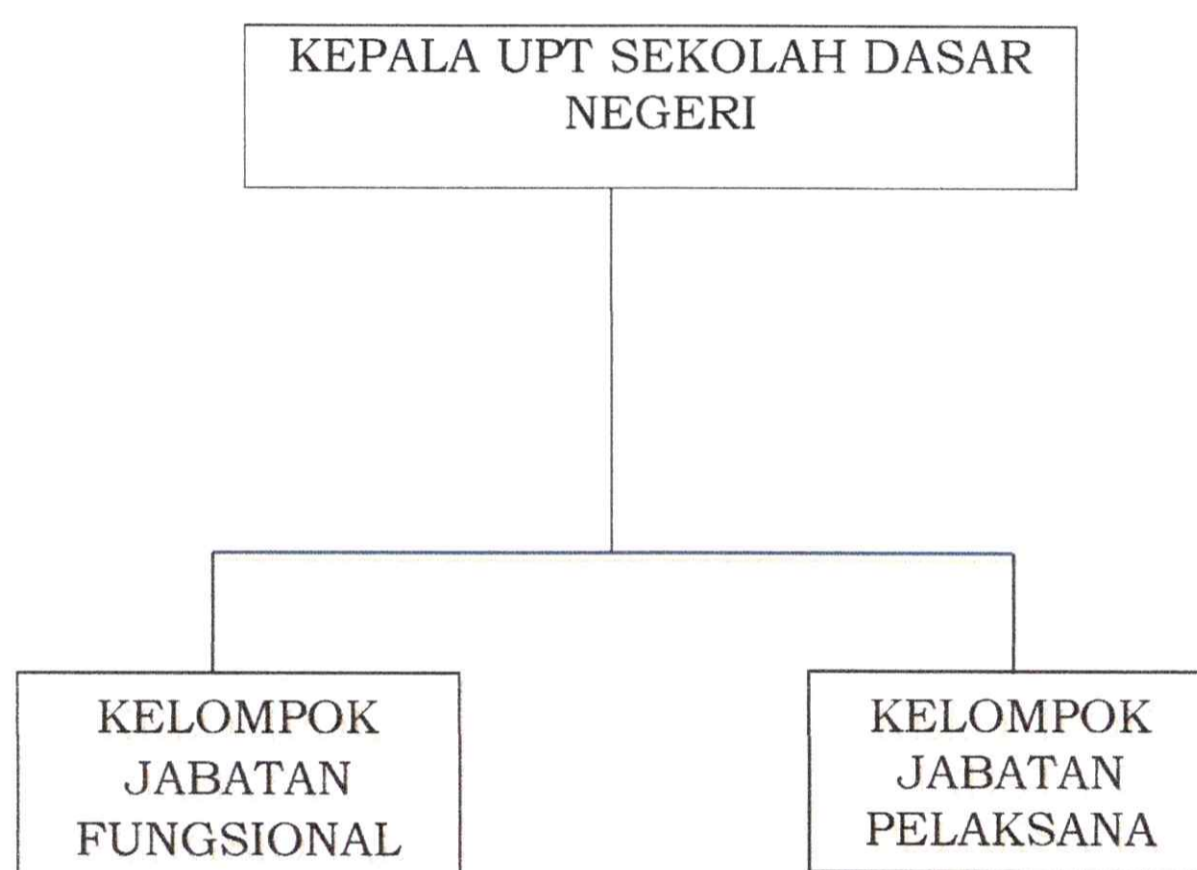 KEPALA UPT SEKOLAH DASAR
NEGERI
KELOMPOK
JABATAN
FUNGSIONAL
KELOMPOK
JABATAN
PELAKSANA